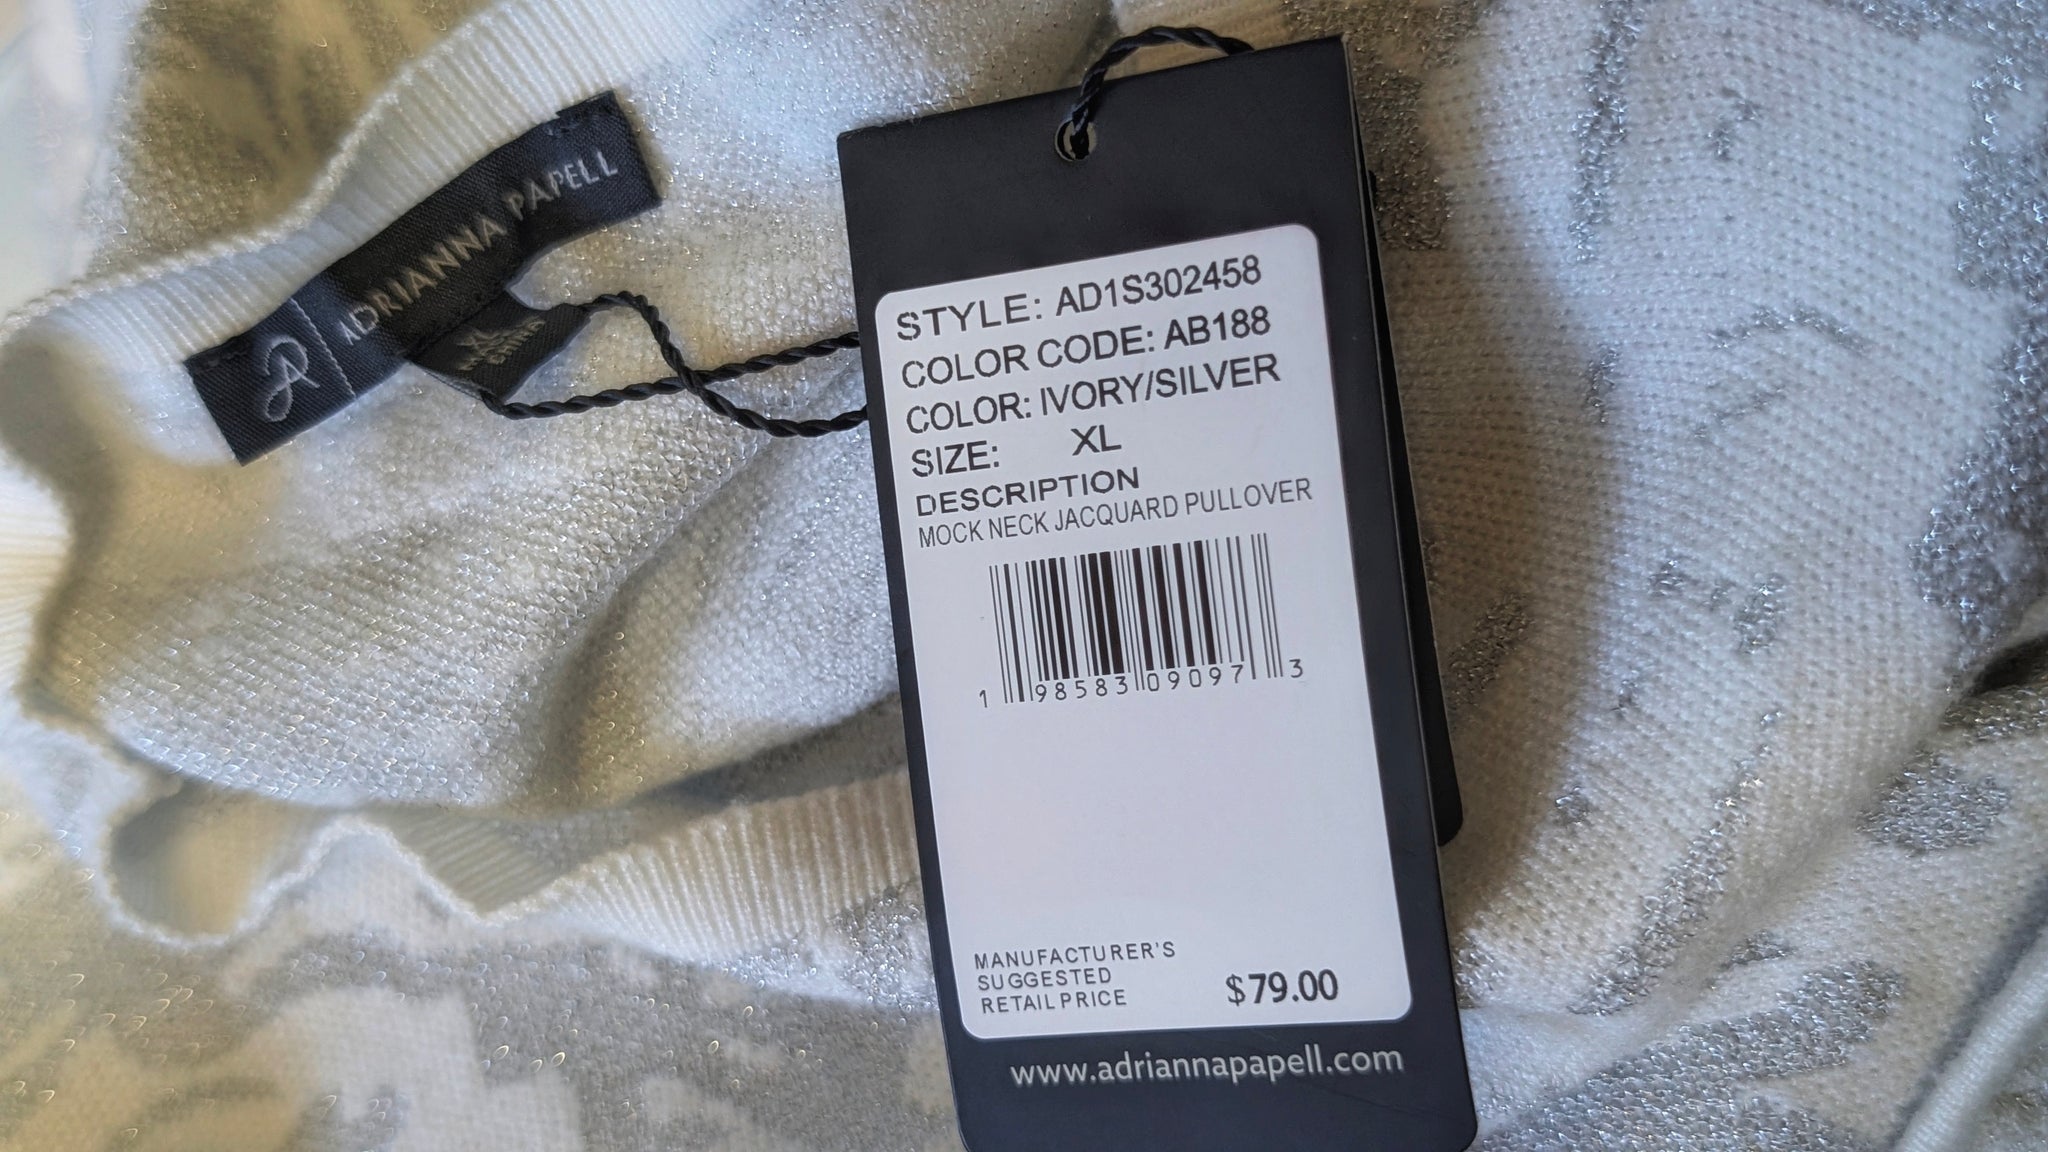 ADRIANNA PAPELL
XL
STYLE: AD1S302458
COLOR CODE: AB188
COLOR: IVORY/SILVER
SIZE: XL
DESCRIPTION
MOCK NECK JACQUARD PULLOVER
1 98583 09097 3
MANUFACTURER'S
SUGGESTED
RETAIL PRICE $79.00
www.adriannapapell.com